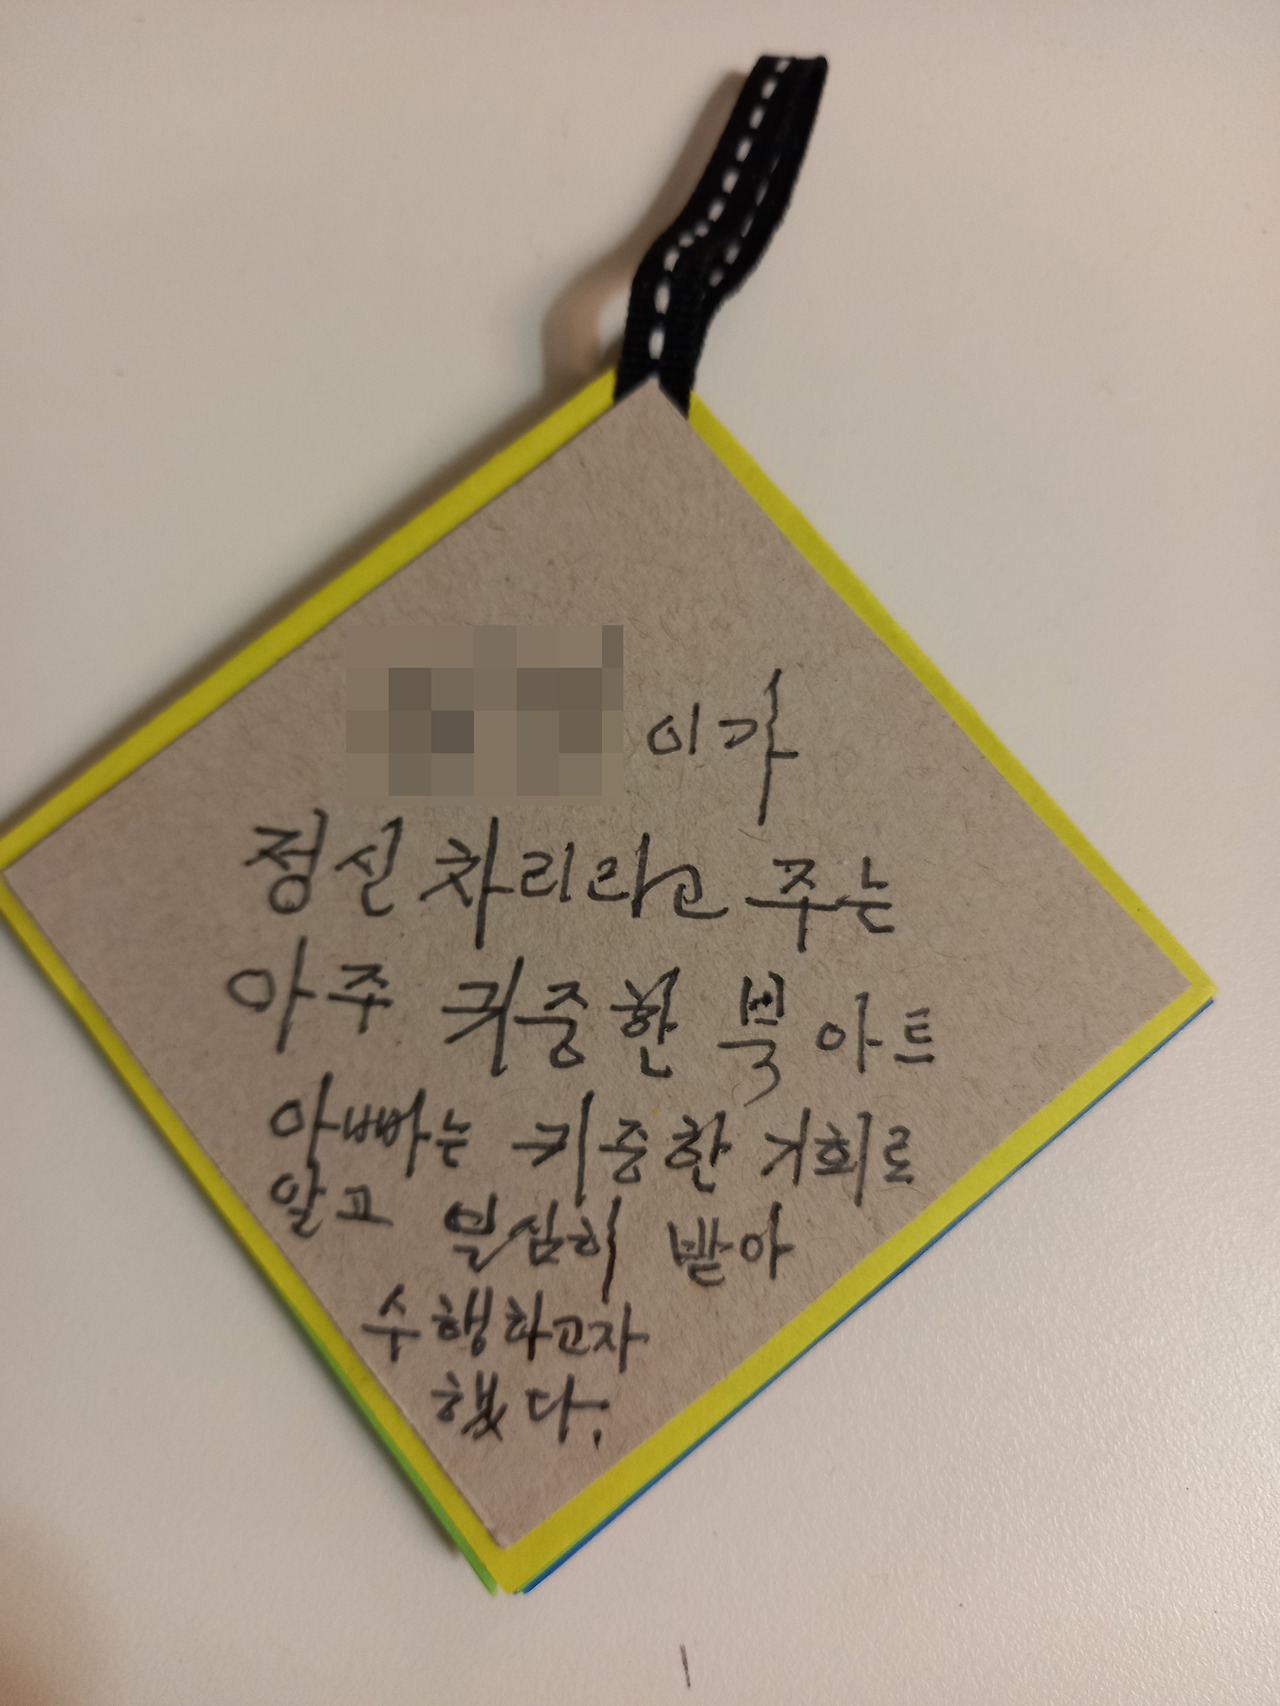 이가
정신 차리라고 주는
아주 귀중한 북 아트
아빠는 귀중한 기회로
알고 열심히 받아
수행하고자
했다.